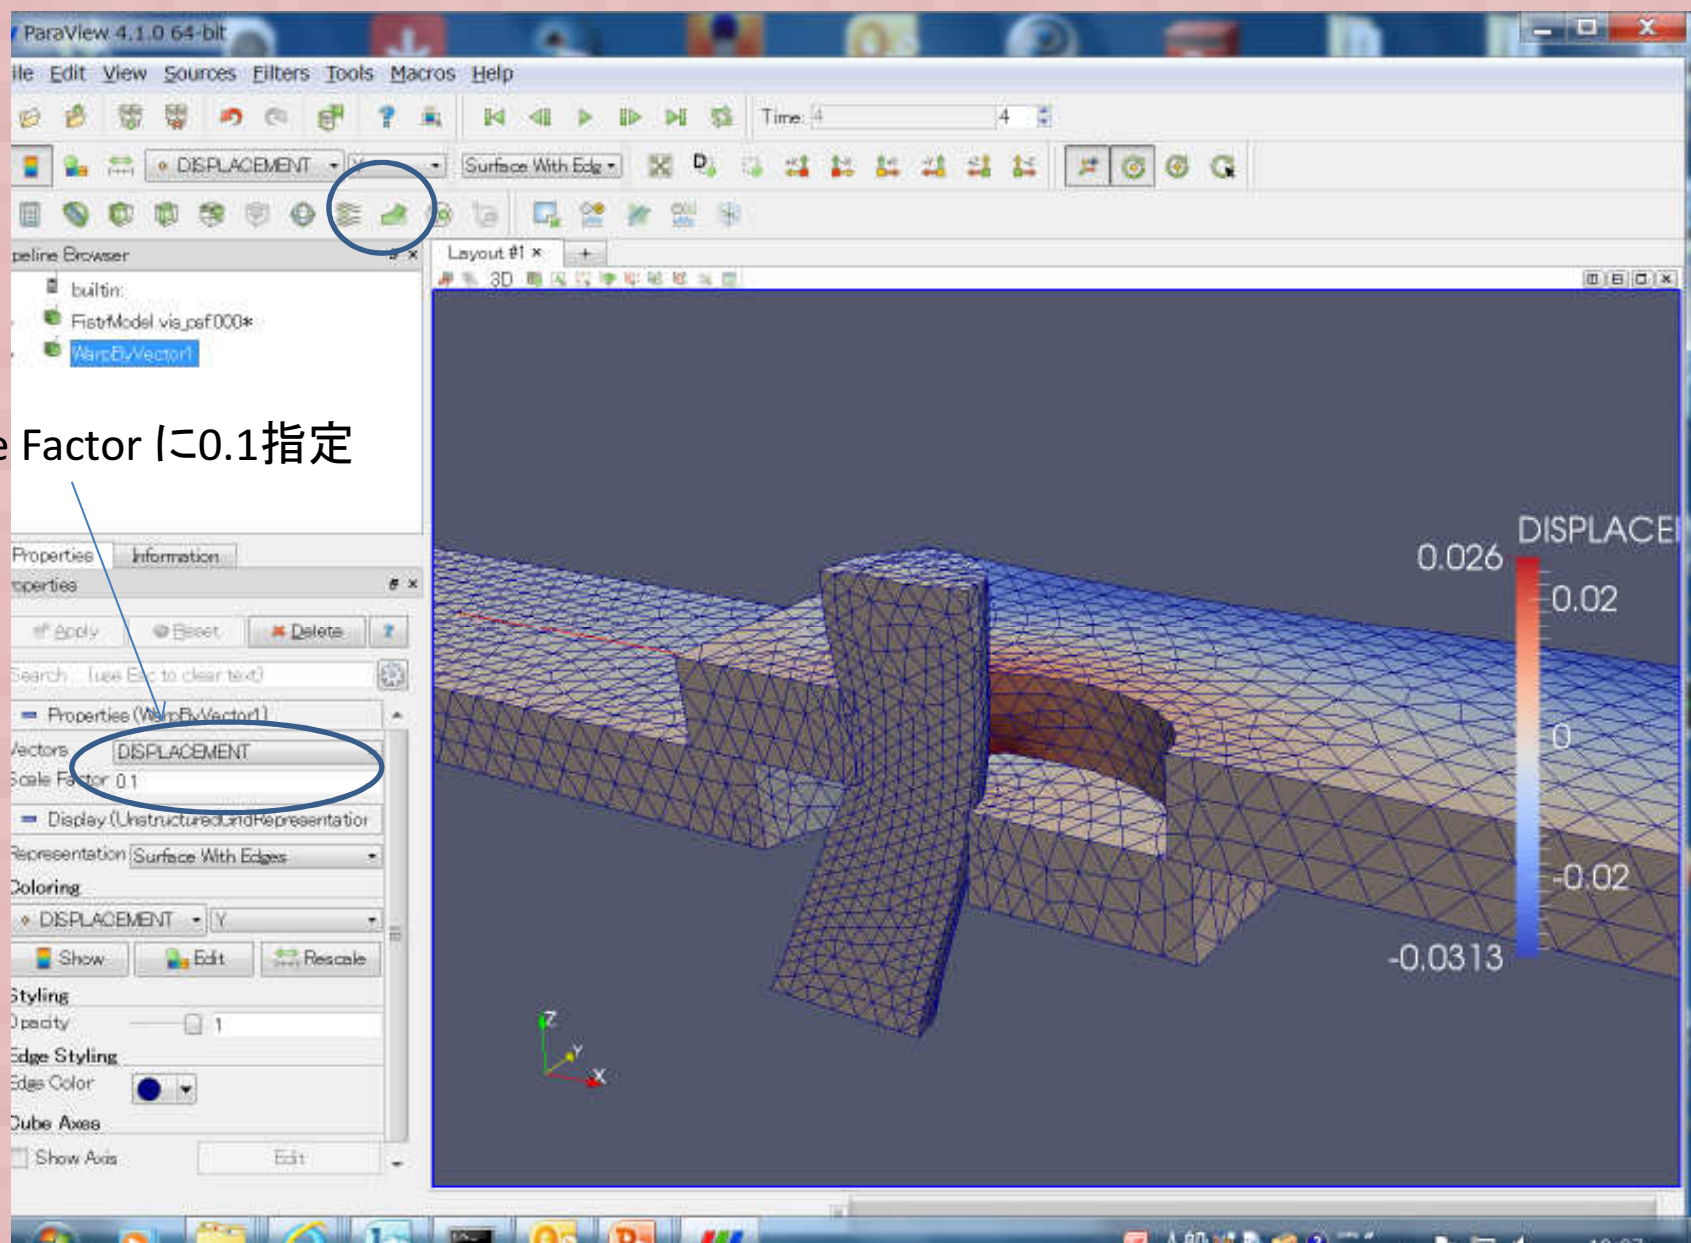 ParaView 4.1.0 64-bit
ile Edit View Sources Filters Tools Macros Help
Time: 4 4
DISPLACEMENT Y Surface With Edg
peline Browser
Layout #1
3D
builtin:
FistrModel.vis_psf.000*
WarpByVector1
e Factor に0.1指定
Properties Information
roperties
Apply Reset Delete ?
Search ... (use Esc to clear text)
Properties (WarpByVector1)
Vectors DISPLACEMENT
Scale Factor 0.1
Display (UnstructuredGridRepresentation
Representation Surface With Edges
Coloring
DISPLACEMENT Y
Show Edit Rescale
Styling
Opacity 1
Edge Styling
Edge Color
Cube Axes
Show Axis Edit
DISPLACE
0.026
0.02
0
-0.02
-0.0313
Z
Y
X